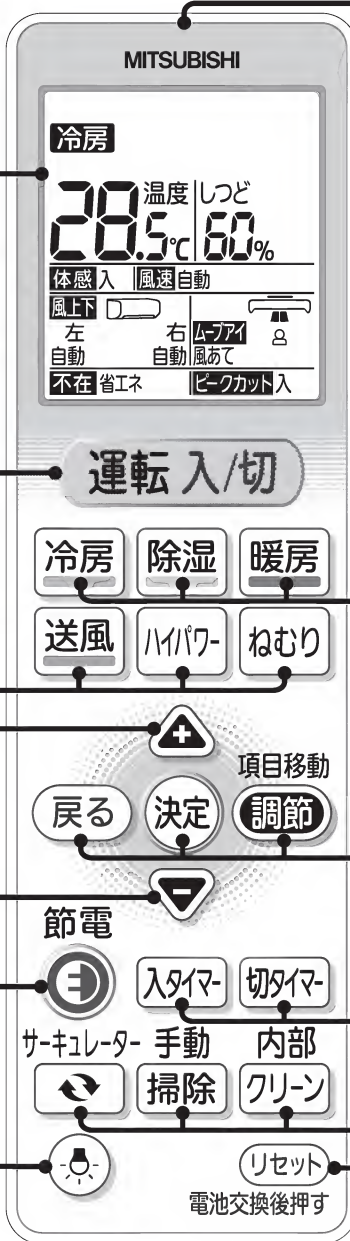 MITSUBISHI
冷房
28.5℃ 温度 しつど 60%
体感 入 風速 自動
風上下
左 右 ムーブアイ
自動 自動 風あて
不在 省エネ ピークカット 入
運転 入/切
冷房 除湿 暖房
送風 ハイパワー ねむり
+
項目移動
戻る 決定 調節
-
節電
入タイマー 切タイマー
サーキュレーター 手動 内部
掃除 クリーン
リセット
電池交換後押す